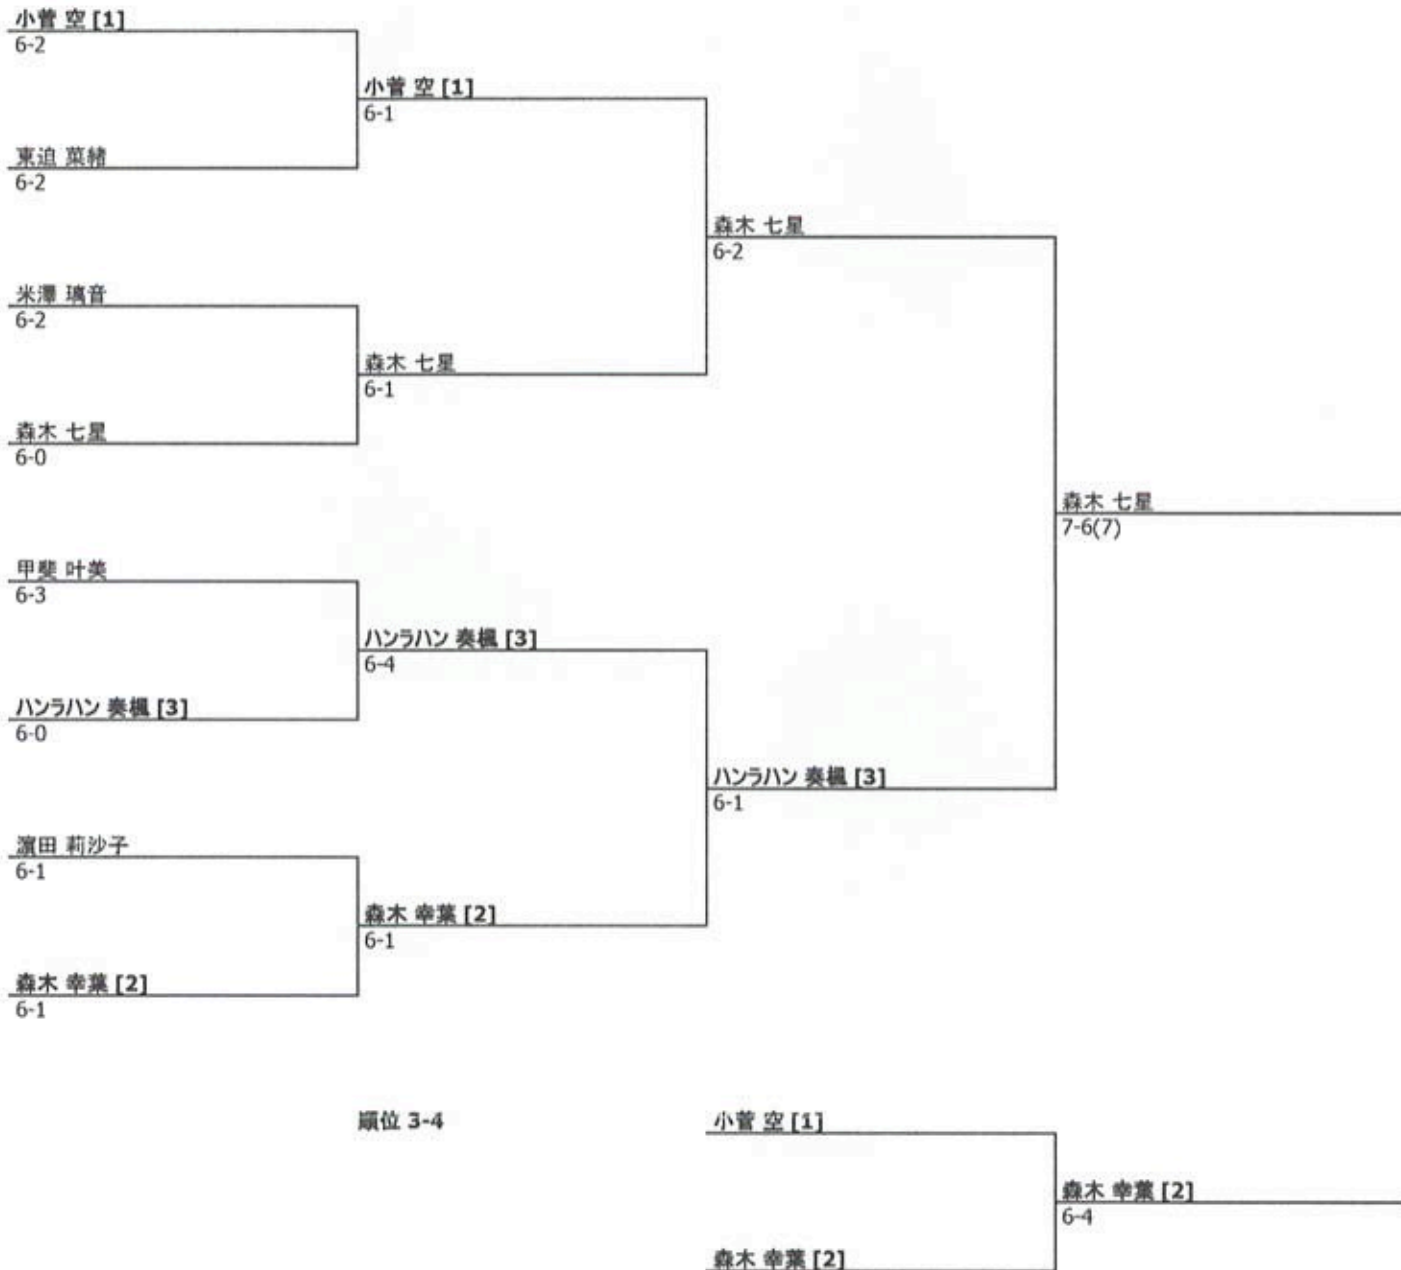 小菅 空 [1]
6-2
小菅 空 [1]
6-1
東迫 菜緒
6-2
森木 七星
6-2
米澤 璃音
6-2
森木 七星
6-1
森木 七星
6-0
森木 七星
7-6(7)
甲斐 叶美
6-3
ハンラハン 奏楓 [3]
6-4
ハンラハン 奏楓 [3]
6-0
ハンラハン 奏楓 [3]
6-1
濵田 莉沙子
6-1
森木 幸葉 [2]
6-1
森木 幸葉 [2]
6-1
順位 3-4
小菅 空 [1]
森木 幸葉 [2]
6-4
森木 幸葉 [2]